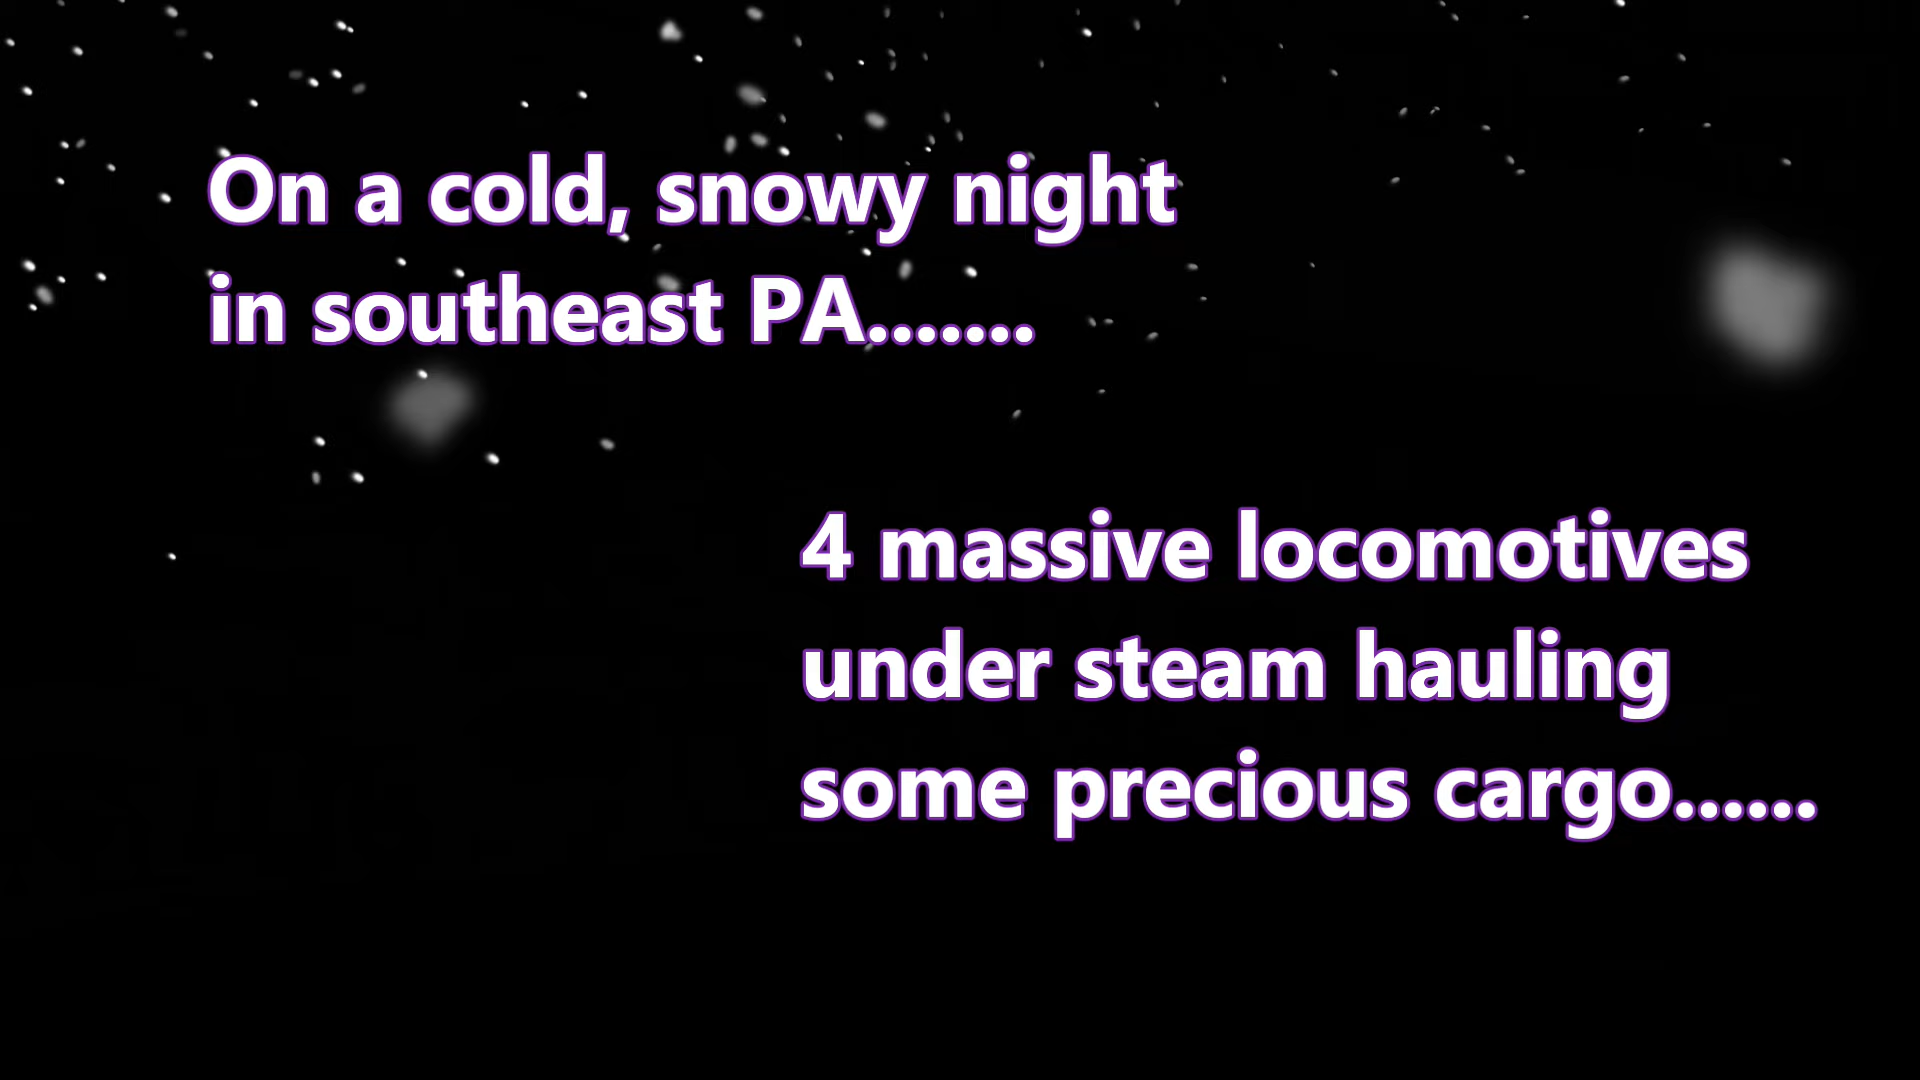 On a cold, snowy night
in southeast PA.......
4 massive locomotives
under steam hauling
some precious cargo......